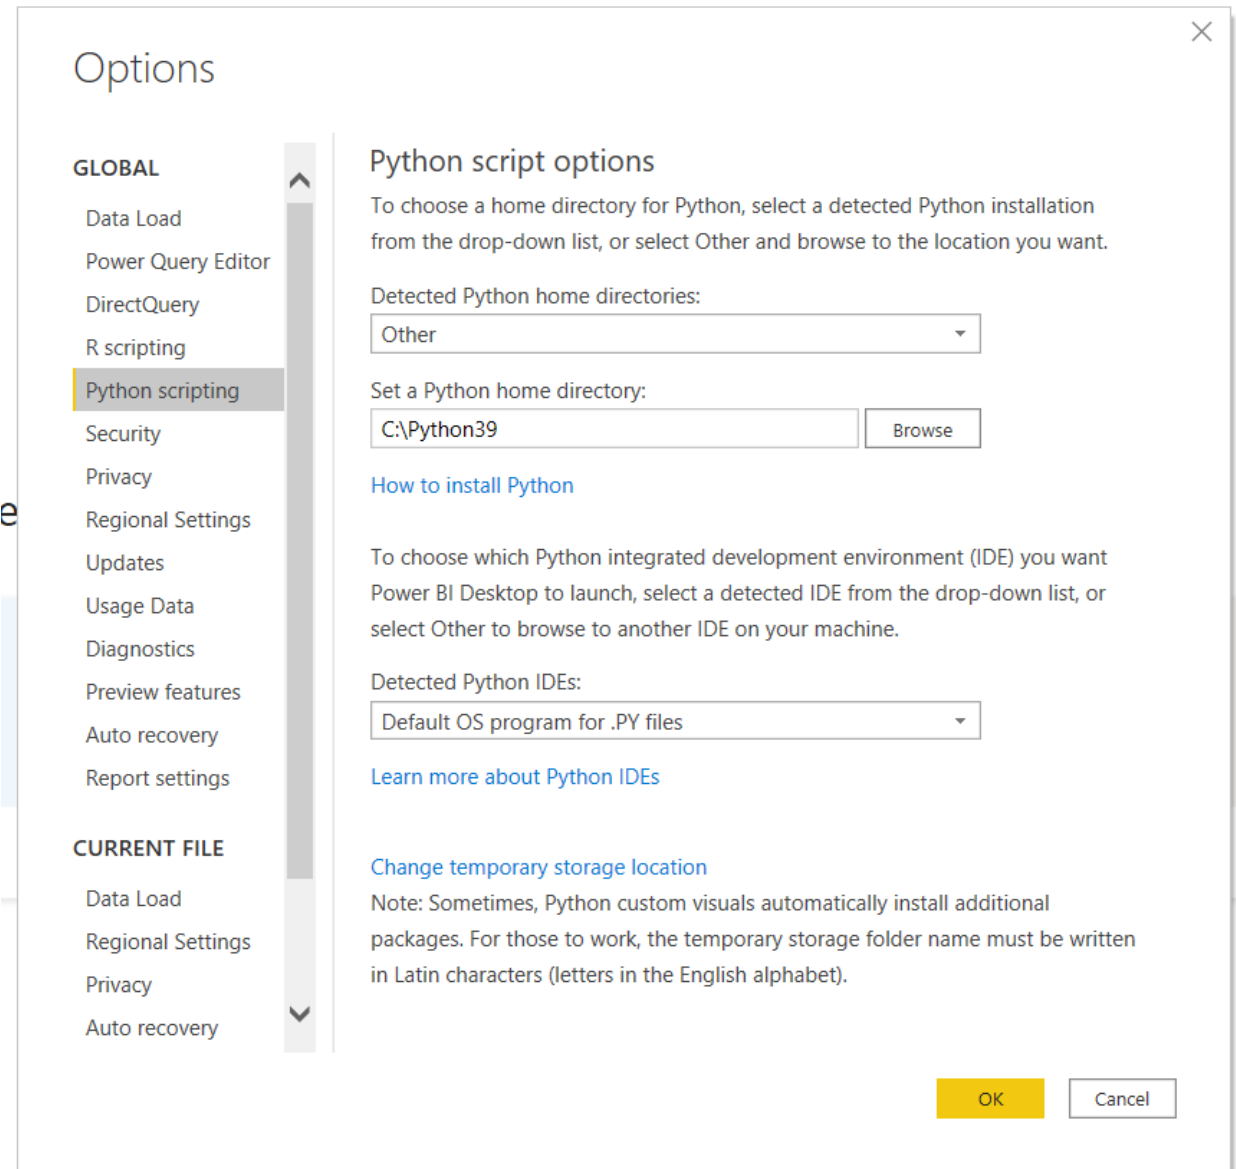 Options
GLOBAL
Data Load
Power Query Editor
DirectQuery
R scripting
Python scripting
Security
Privacy
Regional Settings
Updates
Usage Data
Diagnostics
Preview features
Auto recovery
Report settings
CURRENT FILE
Data Load
Regional Settings
Privacy
Auto recovery
Python script options
To choose a home directory for Python, select a detected Python installation
from the drop-down list, or select Other and browse to the location you want.
Detected Python home directories:
Other
Set a Python home directory:
C:\Python39
Browse
How to install Python
To choose which Python integrated development environment (IDE) you want
Power BI Desktop to launch, select a detected IDE from the drop-down list, or
select Other to browse to another IDE on your machine.
Detected Python IDEs:
Default OS program for .PY files
Learn more about Python IDEs
Change temporary storage location
Note: Sometimes, Python custom visuals automatically install additional
packages. For those to work, the temporary storage folder name must be written
in Latin characters (letters in the English alphabet).
OK
Cancel
e